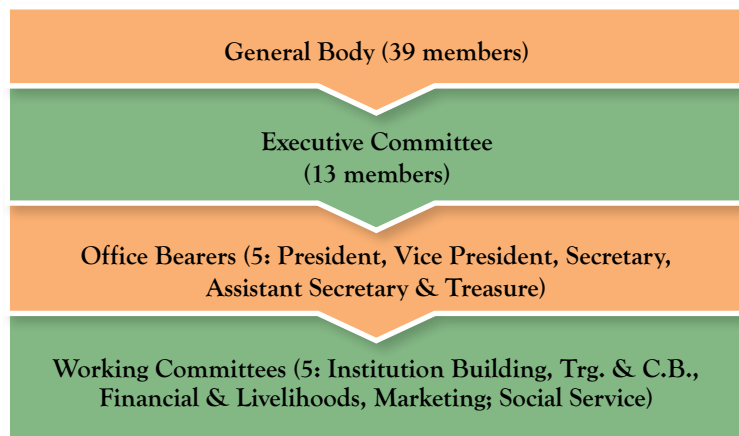 General Body (39 members)
Executive Committee
(13 members)
Office Bearers (5: President, Vice President, Secretary,
Assistant Secretary & Treasure)
Working Committees (5: Institution Building, Trg. & C.B.,
Financial & Livelihoods, Marketing; Social Service)